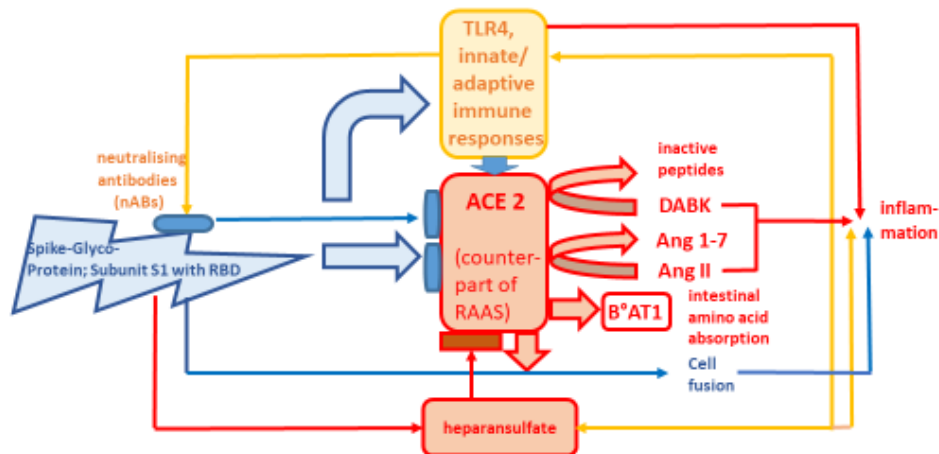 TLR4,
innate/
adaptive
immune
responses
neutralising
antibodies
(nABs)
Spike-Glyco-
Protein; Subunit S1 with RBD
ACE 2
(counter-
part of
RAAS)
inactive
peptides
DABK
Ang 1-7
Ang II
inflam-
mation
B°AT1
intestinal
amino acid
absorption
Cell
fusion
heparansulfate